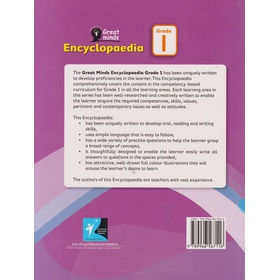 Great
minds
Encyclopaedia
Grade
1
The Great Minds Encyclopaedia Grade 1 has been uniquely written
to develop proficiencies in the learner. This Encyclopaedia
comprehensively covers the content in the competency-based
curriculum for Grade 1 in all the learning areas. Each learning area in
this series has been well-researched and creatively written to enable
the learner acquire the required competencies, skills, values,
pertinent and contemporary issues as well as attitudes.
This Encyclopaedia:
• has been uniquely written to develop oral, reading and writing
skills,
• uses simple language that is easy to follow,
• has a wide variety of practice questions to help the learner grasp
a broad range of concepts,
• is thoughtfully designed to enable the learner easily write all
answers to questions in the spaces provided,
• has attractive, well-drawn full colour illustrations that will
arouse the learner's desire to learn.
The authors of this Encyclopaedia are teachers with vast experience.